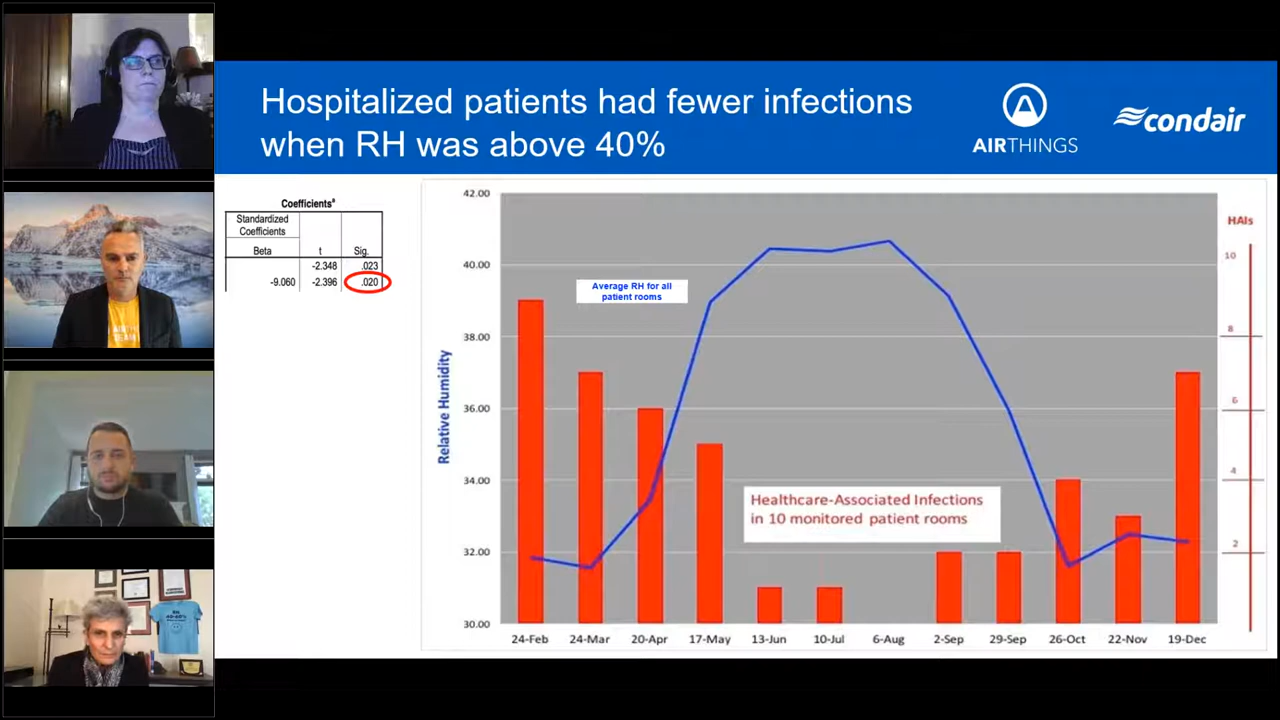 Hospitalized patients had fewer infections
when RH was above 40%
AIRTHINGS
condair
Coefficientsᵃ
Standardized
Coefficients
Beta t Sig.
-2.348 .023
-9.060 -2.396 .020
42.00
40.00
38.00
36.00
34.00
32.00
30.00
Relative Humidity
Average RH for all
patient rooms
Healthcare-Associated Infections
in 10 monitored patient rooms
HAIs
10
8
6
4
2
24-Feb 24-Mar 20-Apr 17-May 13-Jun 10-Jul 6-Aug 2-Sep 29-Sep 26-Oct 22-Nov 19-Dec